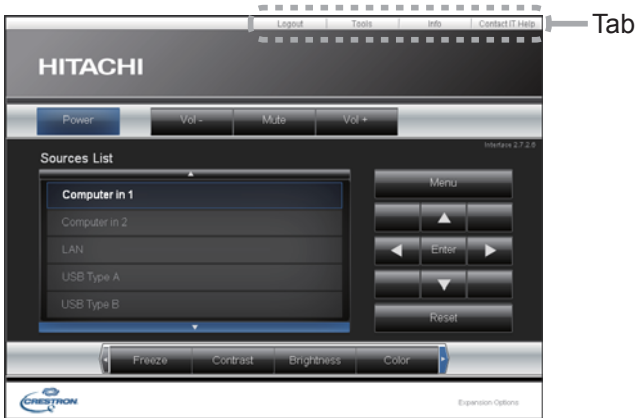 Logout Tools Info Contact IT Help
Tab
HITACHI
Power Vol - Mute Vol +
Interface 2.7.2.6
Sources List
Menu
Computer in 1
Computer in 2
LAN
Enter
USB Type A
USB Type B
Reset
Freeze Contrast Brightness Color
CRESTRON
Expansion Options